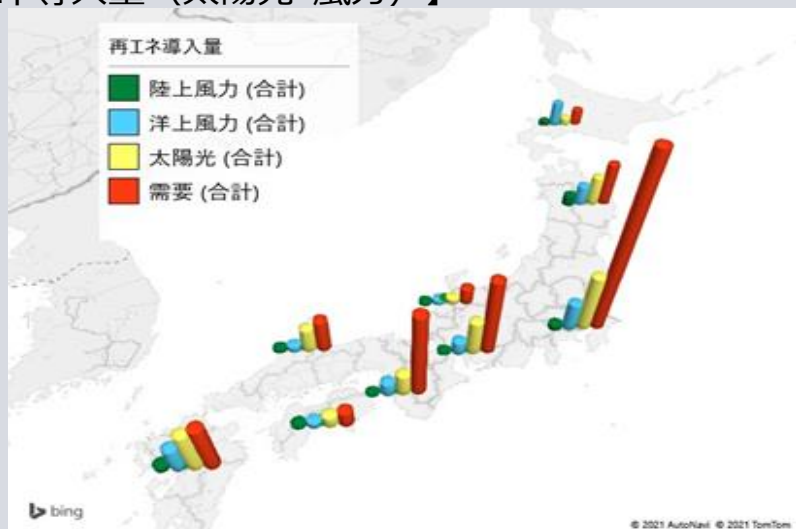 再エネ導入量
陸上風力 (合計)
洋上風力 (合計)
太陽光 (合計)
需要 (合計)
bing
© 2021 AutoNavi © 2021 TomTom